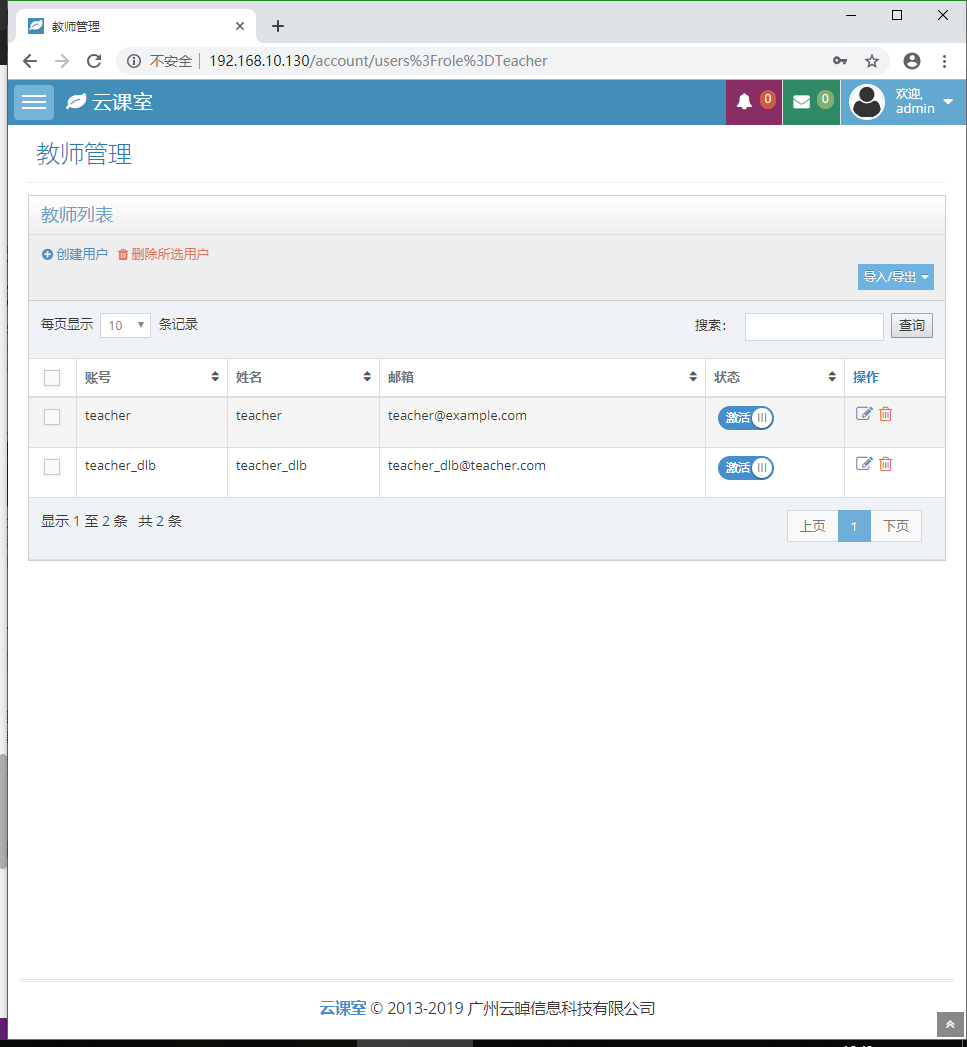 教师管理
不安全 192.168.10.130/account/users%3Frole%3DTeacher
云课室 0 0 欢迎, admin
教师管理
教师列表
创建用户 删除所选用户
导入/导出
每页显示 10 条记录 搜索: 查询
账号 姓名 邮箱 状态 操作
teacher teacher teacher@example.com 激活
teacher_dlb teacher_dlb teacher_dlb@teacher.com 激活
显示 1 至 2 条 共 2 条 上页 1 下页
云课室 © 2013-2019 广州云晫信息科技有限公司